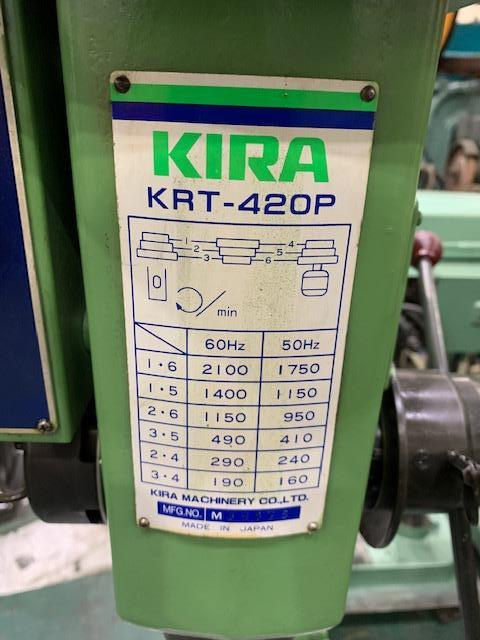 KIRA
KRT-420P
1 4
2 5
3 6
0
/min
60Hz 50Hz
1・6 2100 1750
1・5 1400 1150
2・6 1150 950
3・5 490 410
2・4 290 240
3・4 190 160
KIRA MACHINERY CO.,LTD.
MFG.NO. M
MADE IN JAPAN